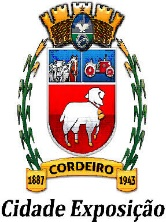 CORDEIRO
1887 1943
Cidade Exposição